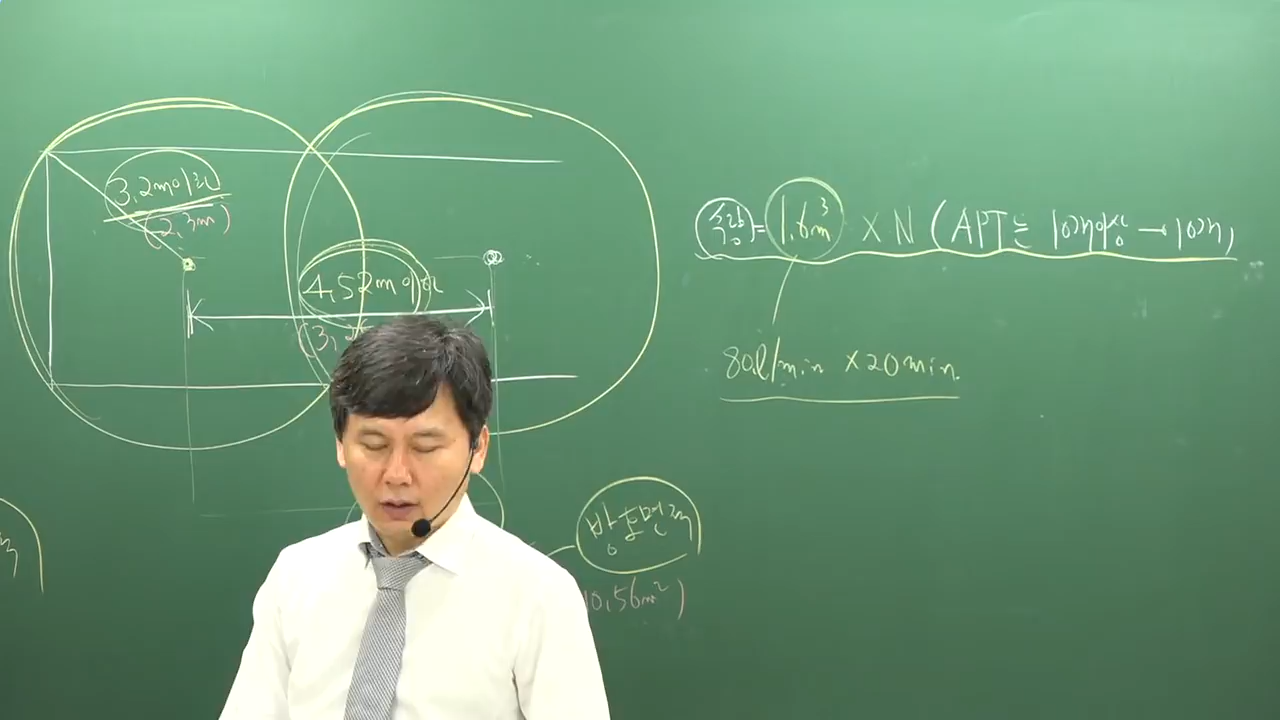 3,2m이하
(2,3m)
4,52m이하
(3,
방호면적
10,56m²)
수량 = 1.6m³ × N (APT는 10개이상 → 10개)
80ℓ/min × 20min.